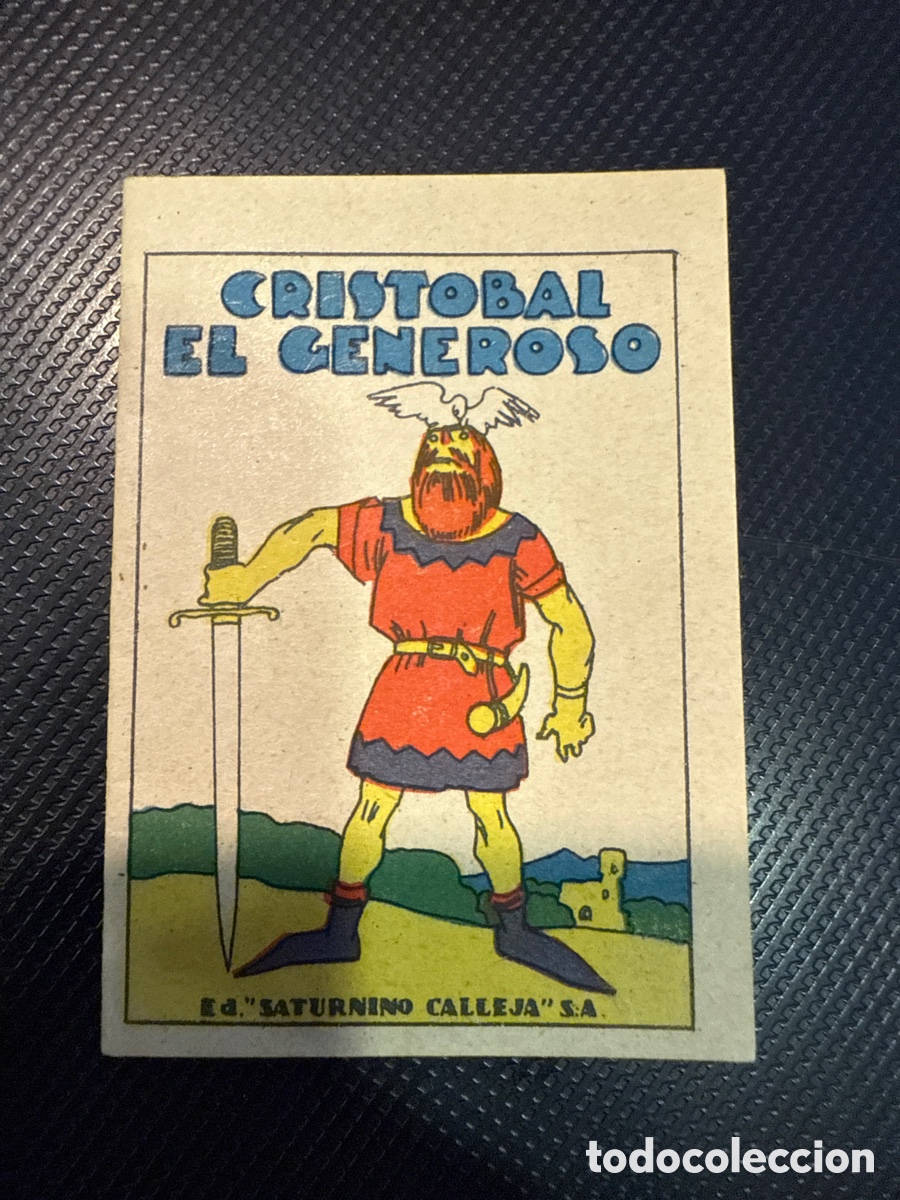 CRISTOBAL
EL GENEROSO
Ed. "SATURNINO CALLEJA" S.A.
todocoleccion